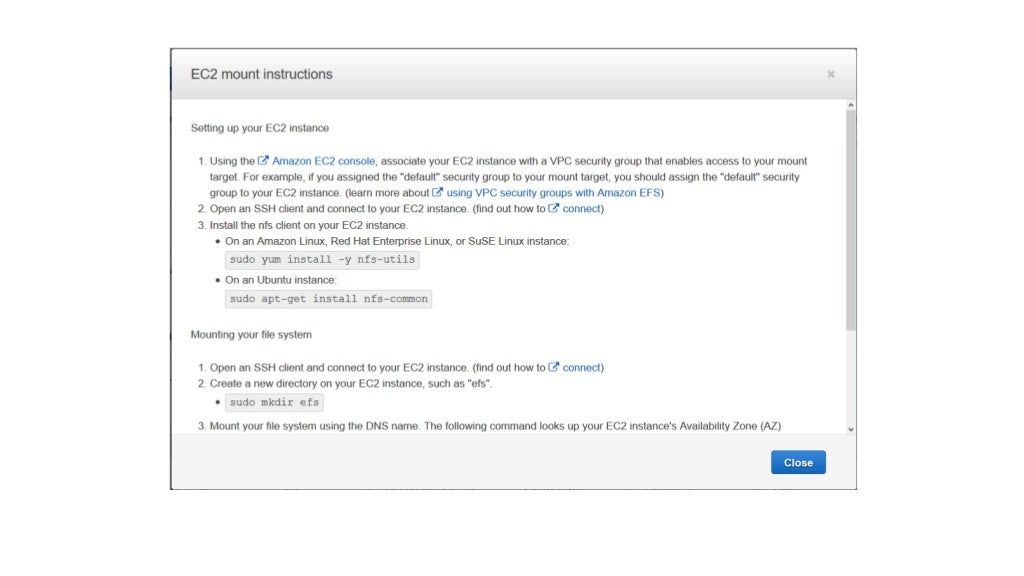 EC2 mount instructions
×
Setting up your EC2 instance
1. Using the Amazon EC2 console, associate your EC2 instance with a VPC security group that enables access to your mount
target. For example, if you assigned the "default" security group to your mount target, you should assign the "default" security
group to your EC2 instance. (learn more about using VPC security groups with Amazon EFS)
2. Open an SSH client and connect to your EC2 instance. (find out how to connect)
3. Install the nfs client on your EC2 instance.
• On an Amazon Linux, Red Hat Enterprise Linux, or SuSE Linux instance:
sudo yum install -y nfs-utils
• On an Ubuntu instance:
sudo apt-get install nfs-common
Mounting your file system
1. Open an SSH client and connect to your EC2 instance. (find out how to connect)
2. Create a new directory on your EC2 instance, such as "efs".
• sudo mkdir efs
3. Mount your file system using the DNS name. The following command looks up your EC2 instance's Availability Zone (AZ)
Close